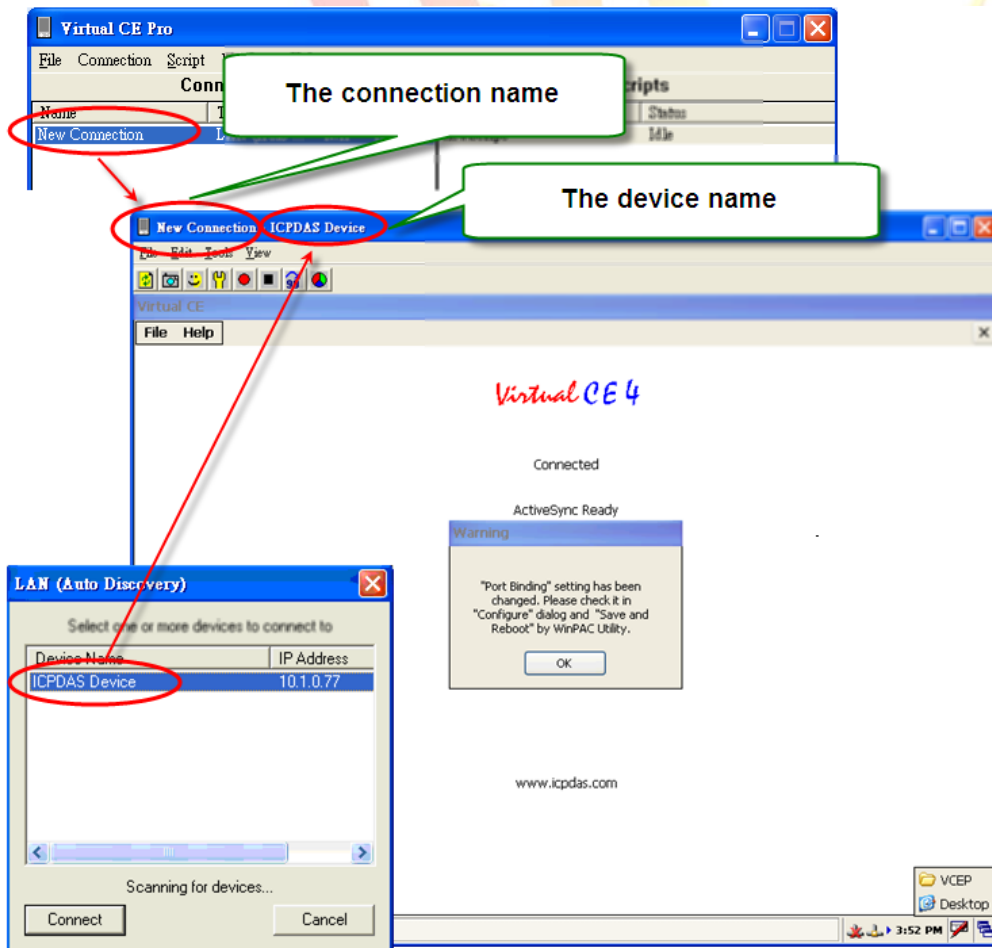 Virtual CE Pro
File Connection Script
The connection name
Name
Status
New Connection
Idle
The device name
New Connection - ICPDAS Device
File Edit Tools View
Virtual CE
File Help
Virtual CE 4
Connected
ActiveSync Ready
Warning
"Port Binding" setting has been
changed. Please check it in
"Configure" dialog and "Save and
Reboot" by WinPAC Utility.
OK
www.icpdas.com
LAN (Auto Discovery)
Select one or more devices to connect to
Device Name IP Address
ICPDAS Device 10.1.0.77
Scanning for devices...
Connect Cancel
VCEP
Desktop
3:52 PM